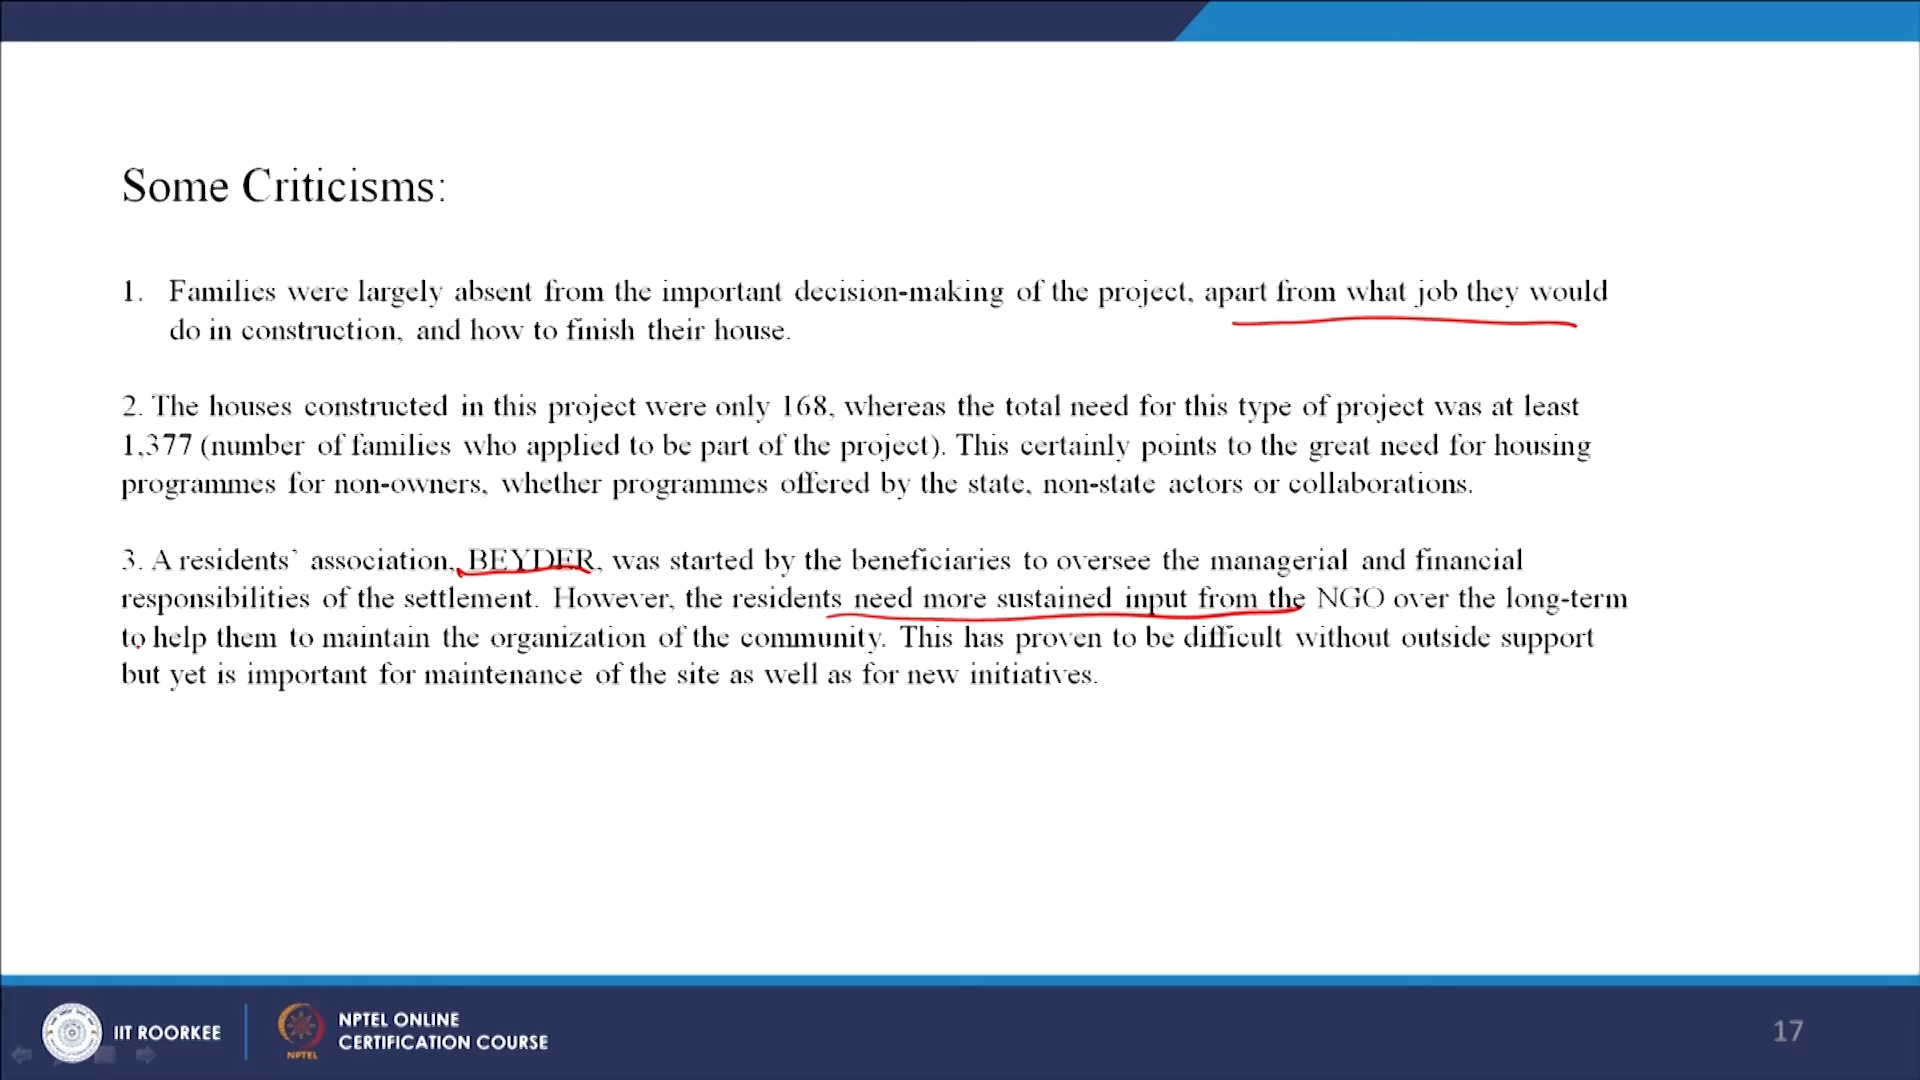 Some Criticisms:
1. Families were largely absent from the important decision-making of the project, apart from what job they would
do in construction, and how to finish their house.
2. The houses constructed in this project were only 168, whereas the total need for this type of project was at least
1,377 (number of families who applied to be part of the project). This certainly points to the great need for housing
programmes for non-owners, whether programmes offered by the state, non-state actors or collaborations.
3. A residents’ association, BEYDER, was started by the beneficiaries to oversee the managerial and financial
responsibilities of the settlement. However, the residents need more sustained input from the NGO over the long-term
to help them to maintain the organization of the community. This has proven to be difficult without outside support
but yet is important for maintenance of the site as well as for new initiatives.
IIT ROORKEE
NPTEL
NPTEL ONLINE
CERTIFICATION COURSE
17